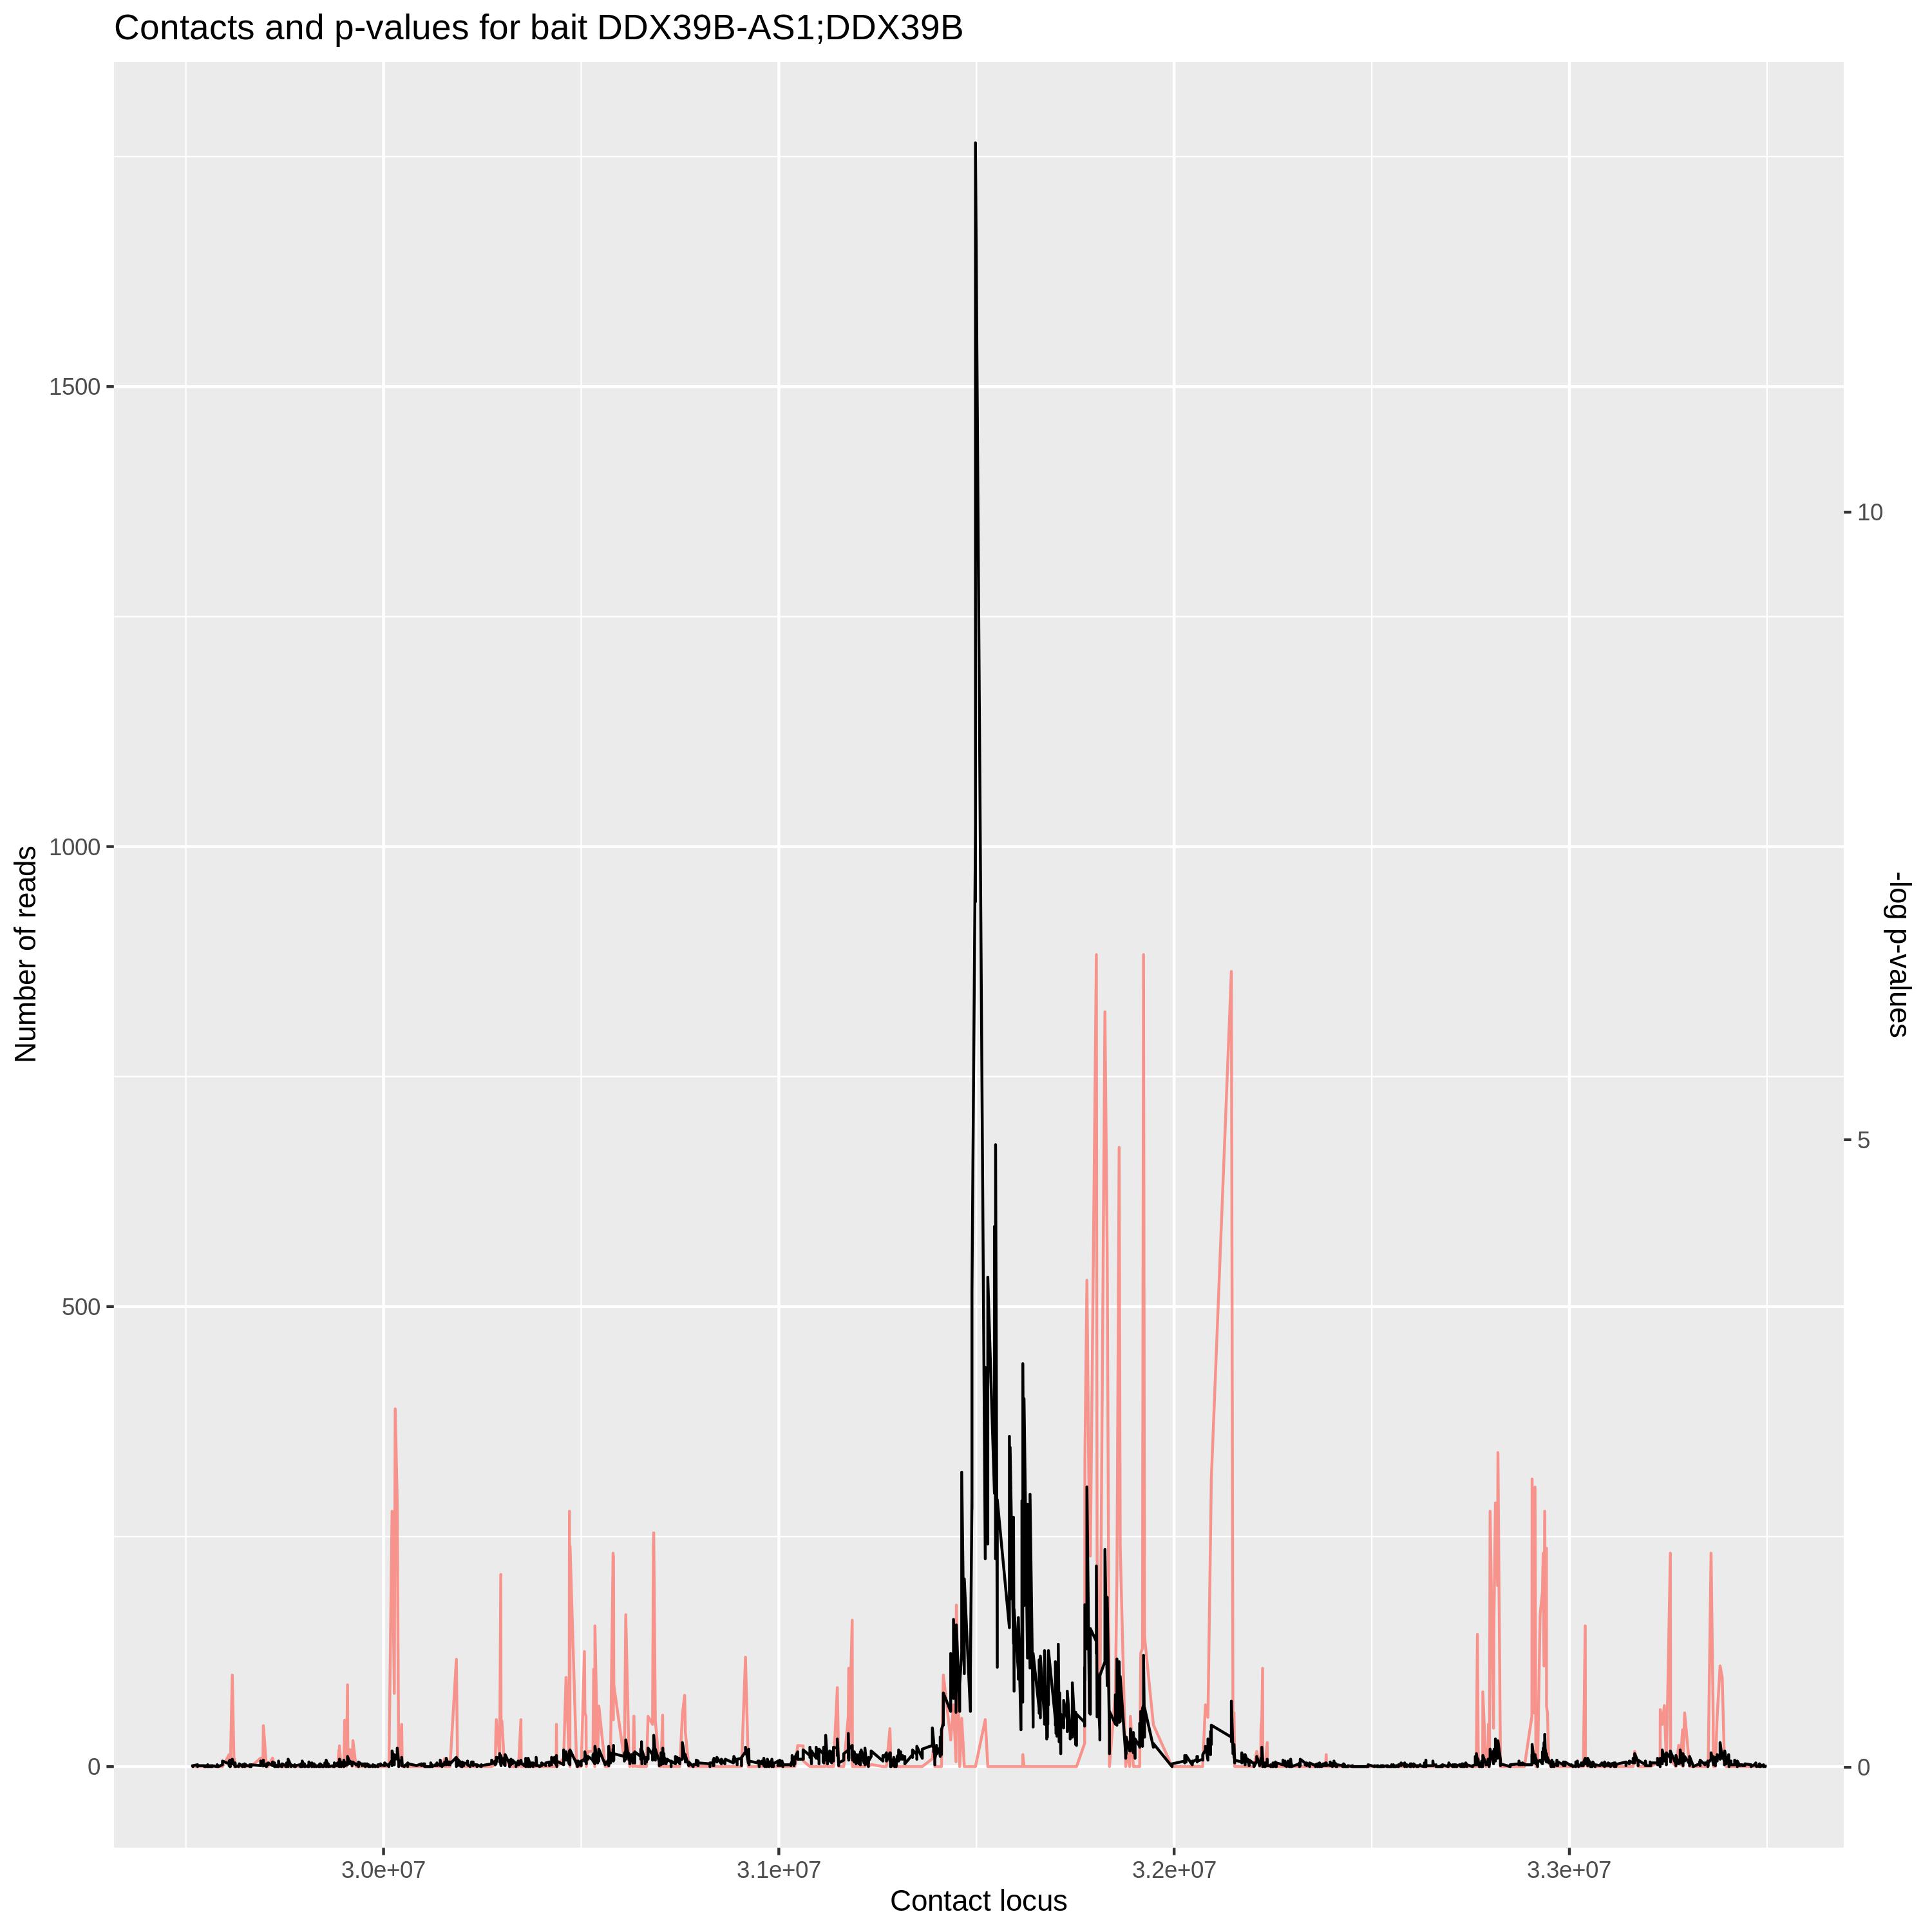 Contacts and p-values for bait DDX39B-AS1;DDX39B
1500
1000
500
0
Number of reads
10
5
0
-log p-values
3.0e+07
3.1e+07
3.2e+07
3.3e+07
Contact locus